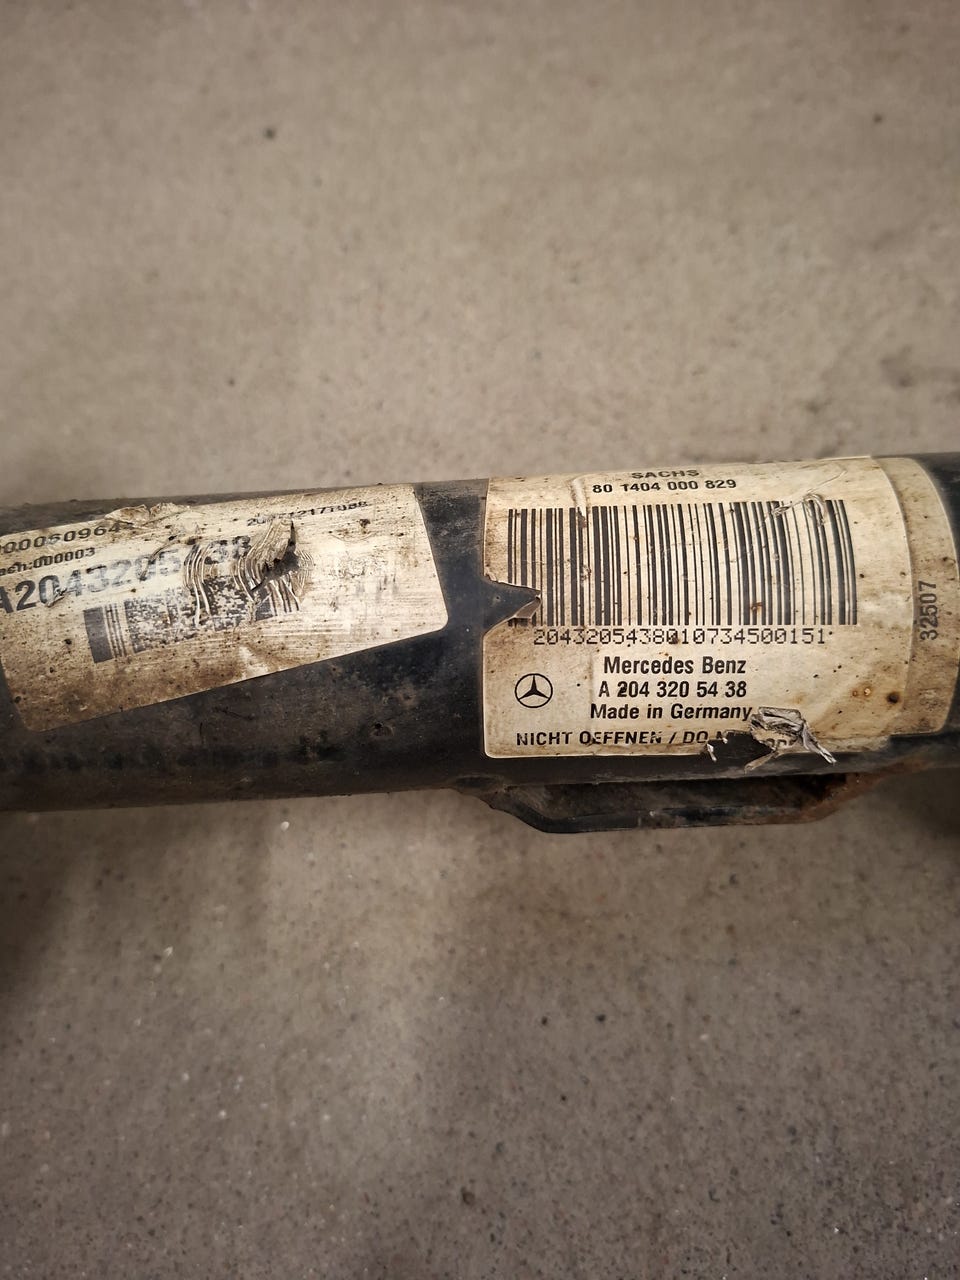 A2043205438
SACHS
80 1404 000 829
2043205438010734500151
Mercedes Benz
A 204 320 54 38
Made in Germany
NICHT OEFFNEN / DO
32507